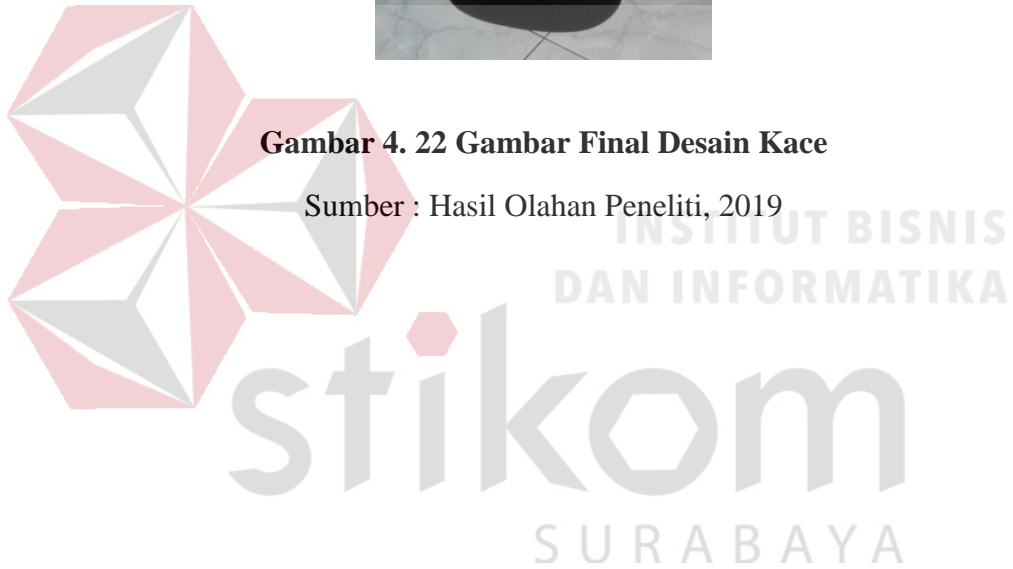 Gambar 4. 22 Gambar Final Desain Kace
Sumber : Hasil Olahan Peneliti, 2019
INSTITUT BISNIS
DAN INFORMATIKA
stikom
SURABAYA